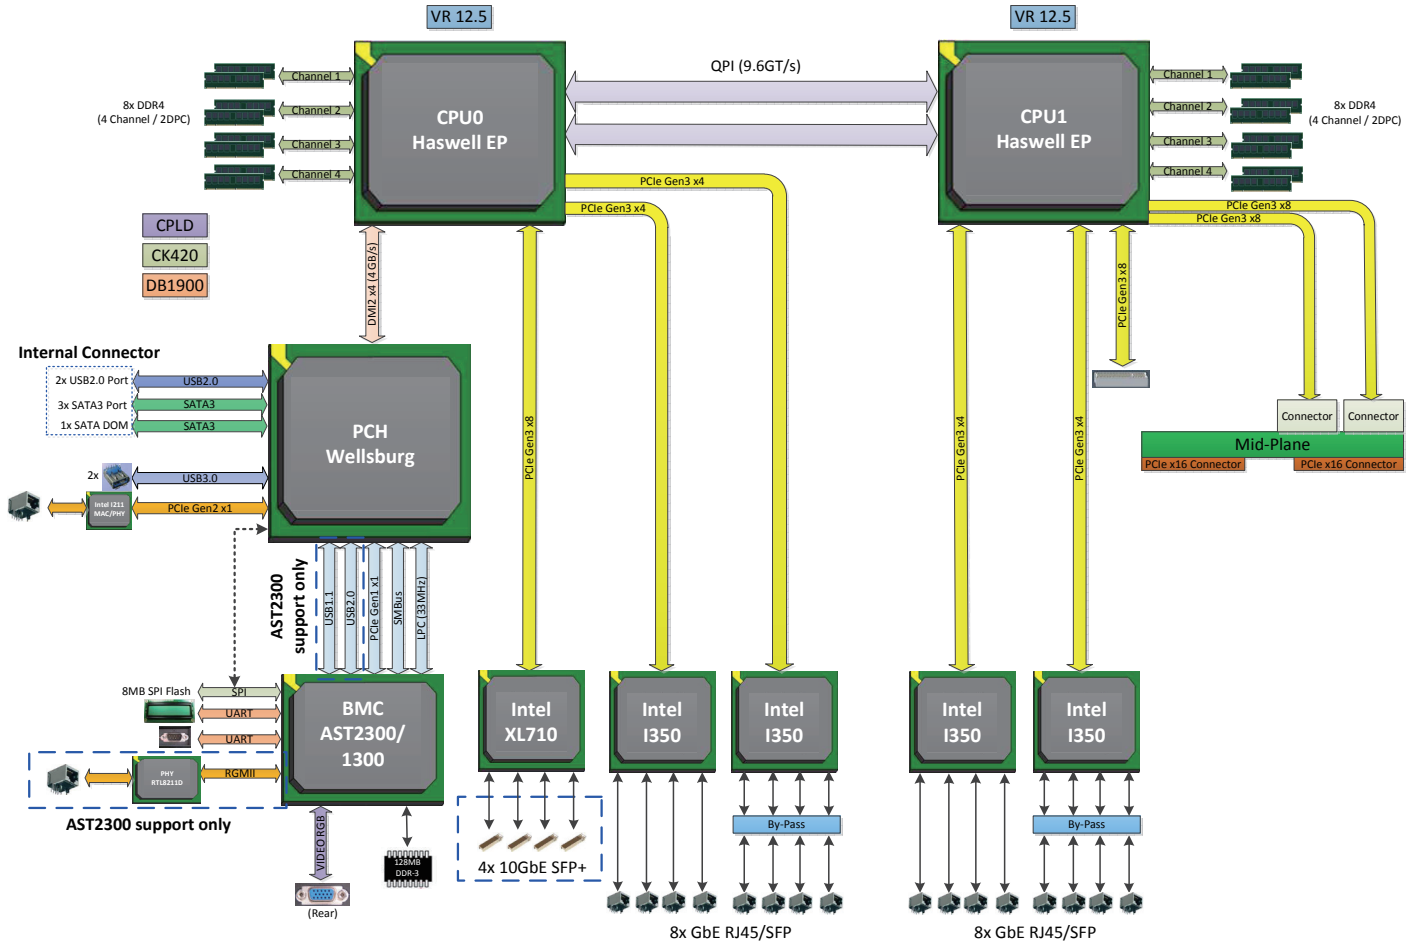 VR 12.5
VR 12.5
QPI (9.6GT/s)
CPU0
Haswell EP
CPU1
Haswell EP
8x DDR4
(4 Channel / 2DPC)
Channel 1
Channel 2
Channel 3
Channel 4
Channel 1
Channel 2
Channel 3
Channel 4
8x DDR4
(4 Channel / 2DPC)
PCIe Gen3 x4
PCIe Gen3 x4
PCIe Gen3 x8
PCIe Gen3 x8
CPLD
CK420
DB1900
DMI2 x4 (4GB/s)
PCIe Gen3 x8
Internal Connector
2x USB2.0 Port
USB2.0
3x SATA3 Port
SATA3
1x SATA DOM
SATA3
2x
USB3.0
Intel I211
MAC/PHY
PCIe Gen2 x1
PCH
Wellsburg
PCIe Gen3 x8
PCIe Gen3 x4
PCIe Gen3 x4
Connector
Connector
Mid-Plane
PCIe x16 Connector
PCIe x16 Connector
AST2300
support only
USB1.1
USB2.0
PCIe Gen1 x1
SMBus
LPC (33MHz)
8MB SPI Flash
SPI
UART
UART
PHY
RTL8211D
RGMII
AST2300 support only
BMC
AST2300/
1300
VIDEO RGB
(Rear)
128MB
DDR-3
Intel
XL710
Intel
I350
Intel
I350
Intel
I350
Intel
I350
By-Pass
By-Pass
4x 10GbE SFP+
8x GbE RJ45/SFP
8x GbE RJ45/SFP